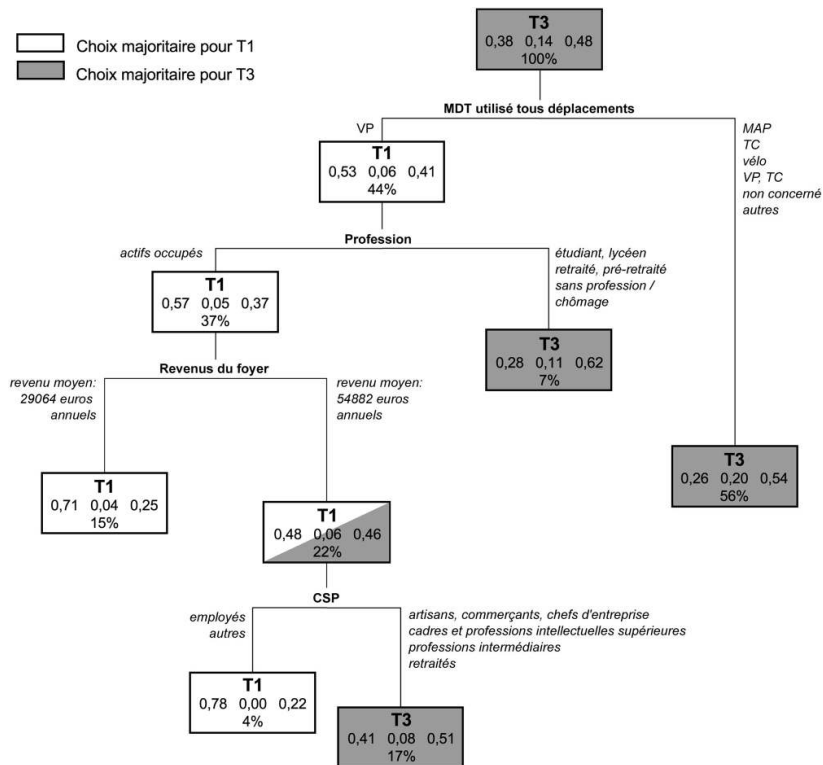 Choix majoritaire pour T1
Choix majoritaire pour T3
T3
0,38 0,14 0,48
100%
MDT utilisé tous déplacements
VP
MAP
TC
vélo
VP, TC
non concerné
autres
T1
0,53 0,06 0,41
44%
Profession
actifs occupés
étudiant, lycéen
retraité, pré-retraité
sans profession /
chômage
T1
0,57 0,05 0,37
37%
T3
0,28 0,11 0,62
7%
Revenus du foyer
revenu moyen:
29064 euros
annuels
revenu moyen:
54882 euros
annuels
T3
0,26 0,20 0,54
56%
T1
0,71 0,04 0,25
15%
T1
0,48 0,06 0,46
22%
CSP
employés
autres
artisans, commerçants, chefs d'entreprise
cadres et professions intellectuelles supérieures
professions intermédiaires
retraités
T1
0,78 0,00 0,22
4%
T3
0,41 0,08 0,51
17%